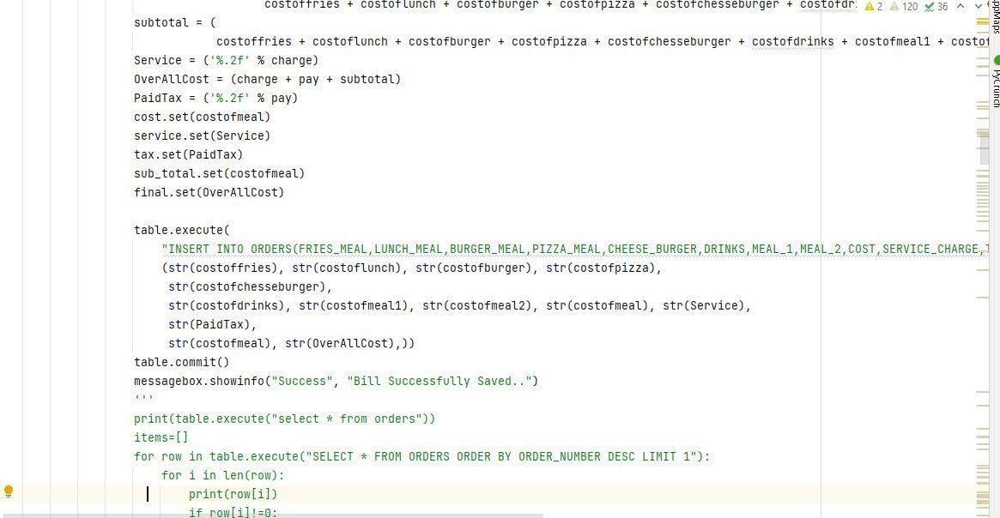 costoffries + costoflunch + costofburger + costofpizza + costofchesseburger + costofdr
2 120 36
subtotal = (
costoffries + costoflunch + costofburger + costofpizza + costofchesseburger + costofdrinks + costofmeal1 + costof
Service = ('%.2f' % charge)
OverAllCost = (charge + pay + subtotal)
PaidTax = ('%.2f' % pay)
cost.set(costofmeal)
service.set(Service)
tax.set(PaidTax)
sub_total.set(costofmeal)
final.set(OverAllCost)
table.execute(
"INSERT INTO ORDERS(FRIES_MEAL,LUNCH_MEAL,BURGER_MEAL,PIZZA_MEAL,CHEESE_BURGER,DRINKS,MEAL_1,MEAL_2,COST,SERVICE_CHARGE,T
(str(costoffries), str(costoflunch), str(costofburger), str(costofpizza),
str(costofchesseburger),
str(costofdrinks), str(costofmeal1), str(costofmeal2), str(costofmeal), str(Service),
str(PaidTax),
str(costofmeal), str(OverAllCost),))
table.commit()
messagebox.showinfo("Success", "Bill Successfully Saved..")
'''
print(table.execute("select * from orders"))
items=[]
for row in table.execute("SELECT * FROM ORDERS ORDER BY ORDER_NUMBER DESC LIMIT 1"):
for i in len(row):
print(row[i])
if row[i]!=0:
ppMaps
PyCrunch